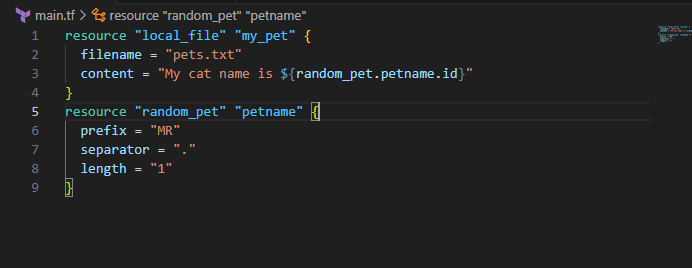 main.tf > resource "random_pet" "petname"
1 resource "local_file" "my_pet" {
2 filename = "pets.txt"
3 content = "My cat name is ${random_pet.petname.id}"
4 }
5 resource "random_pet" "petname" {
6 prefix = "MR"
7 separator = "."
8 length = "1"
9 }